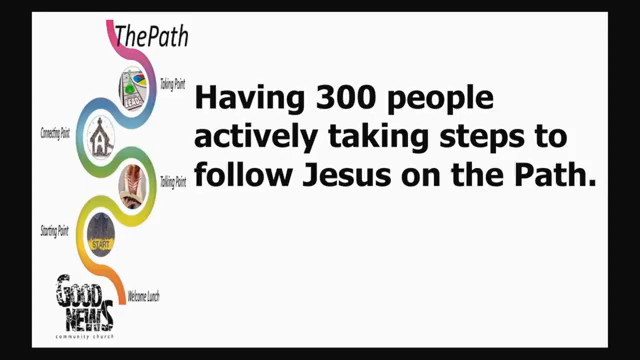 ThePath
Taking Point
Having 300 people
actively taking steps to
follow Jesus on the Path.
Connecting Point
Talking Point
Starting Point
START
Welcome Lunch
GOOD
NEWS
community church